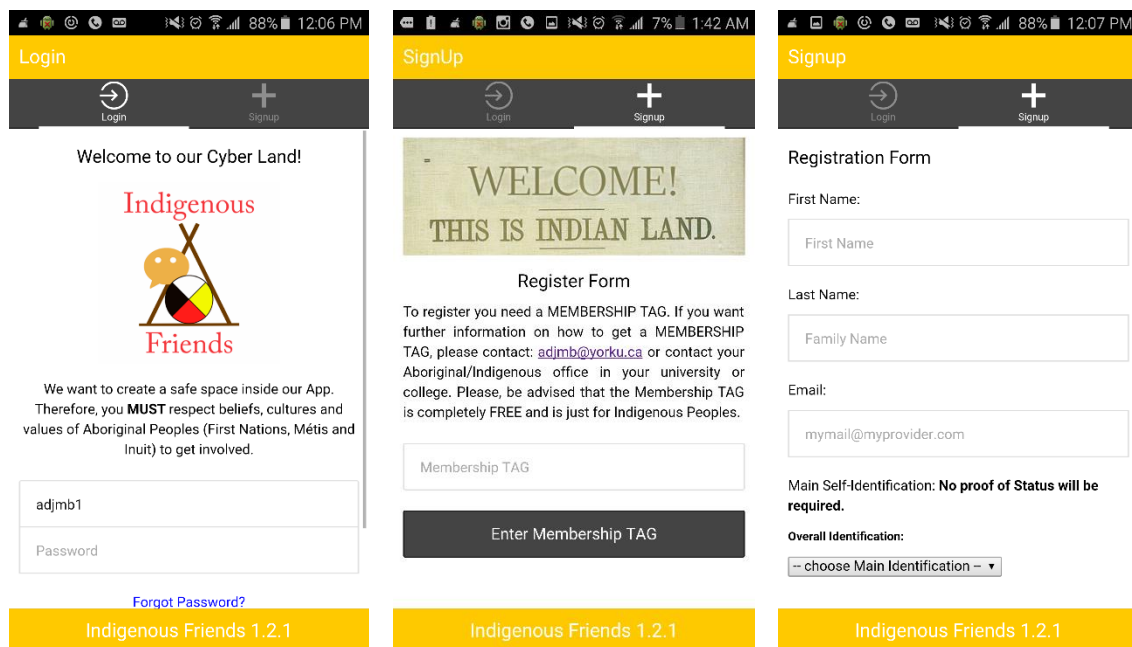 88% 12:06 PM
Login
Login
Signup
Welcome to our Cyber Land!
Indigenous
Friends
We want to create a safe space inside our App.
Therefore, you MUST respect beliefs, cultures and
values of Aboriginal Peoples (First Nations, Métis and
Inuit) to get involved.
adjmb1
Password
Forgot Password?
Indigenous Friends 1.2.1
7% 1:42 AM
SignUp
Login
Signup
WELCOME!
THIS IS INDIAN LAND.
Register Form
To register you need a MEMBERSHIP TAG. If you want
further information on how to get a MEMBERSHIP
TAG, please contact: adjmb@yorku.ca or contact your
Aboriginal/Indigenous office in your university or
college. Please, be advised that the Membership TAG
is completely FREE and is just for Indigenous Peoples.
Membership TAG
Enter Membership TAG
Indigenous Friends 1.2.1
88% 12:07 PM
Signup
Login
Signup
Registration Form
First Name:
First Name
Last Name:
Family Name
Email:
mymail@myprovider.com
Main Self-Identification: No proof of Status will be
required.
Overall Identification:
-- choose Main Identification --
Indigenous Friends 1.2.1